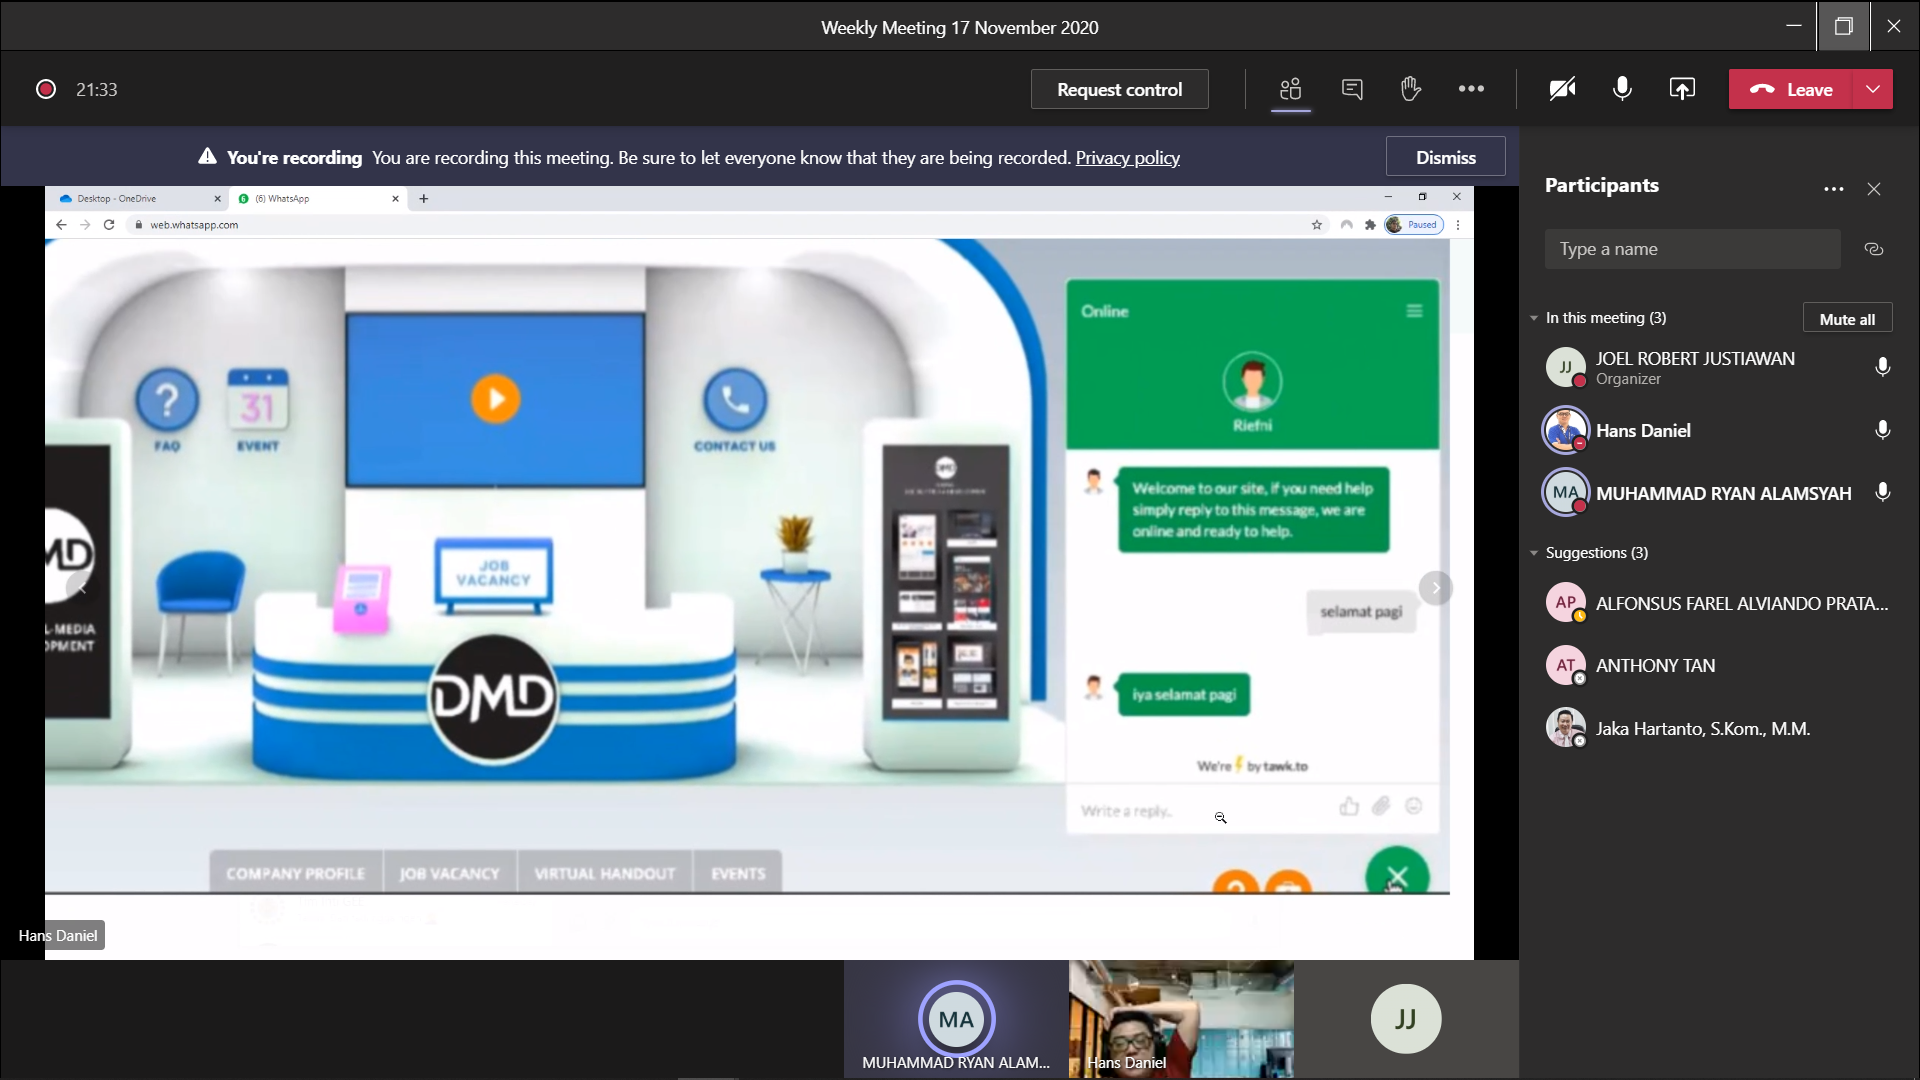 Weekly Meeting 17 November 2020
21:33
Request control
Leave
You're recording You are recording this meeting. Be sure to let everyone know that they are being recorded. Privacy policy
Dismiss
Desktop - OneDrive
(6) WhatsApp
web.whatsapp.com
Paused
FAQ
31
EVENT
CONTACT US
JOB
VACANCY
DMD
MD
L-MEDIA
OPMENT
DMD
Online
Riefni
Welcome to our site, if you need help
simply reply to this message, we are
online and ready to help.
selamat pagi
iya selamat pagi
We're by tawk.to
Write a reply..
COMPANY PROFILE
JOB VACANCY
VIRTUAL HANDOUT
EVENTS
Hans Daniel
MA
MUHAMMAD RYAN ALAM...
Hans Daniel
JJ
Participants
Type a name
In this meeting (3)
Mute all
JJ
JOEL ROBERT JUSTIAWAN
Organizer
Hans Daniel
MA
MUHAMMAD RYAN ALAMSYAH
Suggestions (3)
AP
ALFONSUS FAREL ALVIANDO PRATA...
AT
ANTHONY TAN
Jaka Hartanto, S.Kom., M.M.